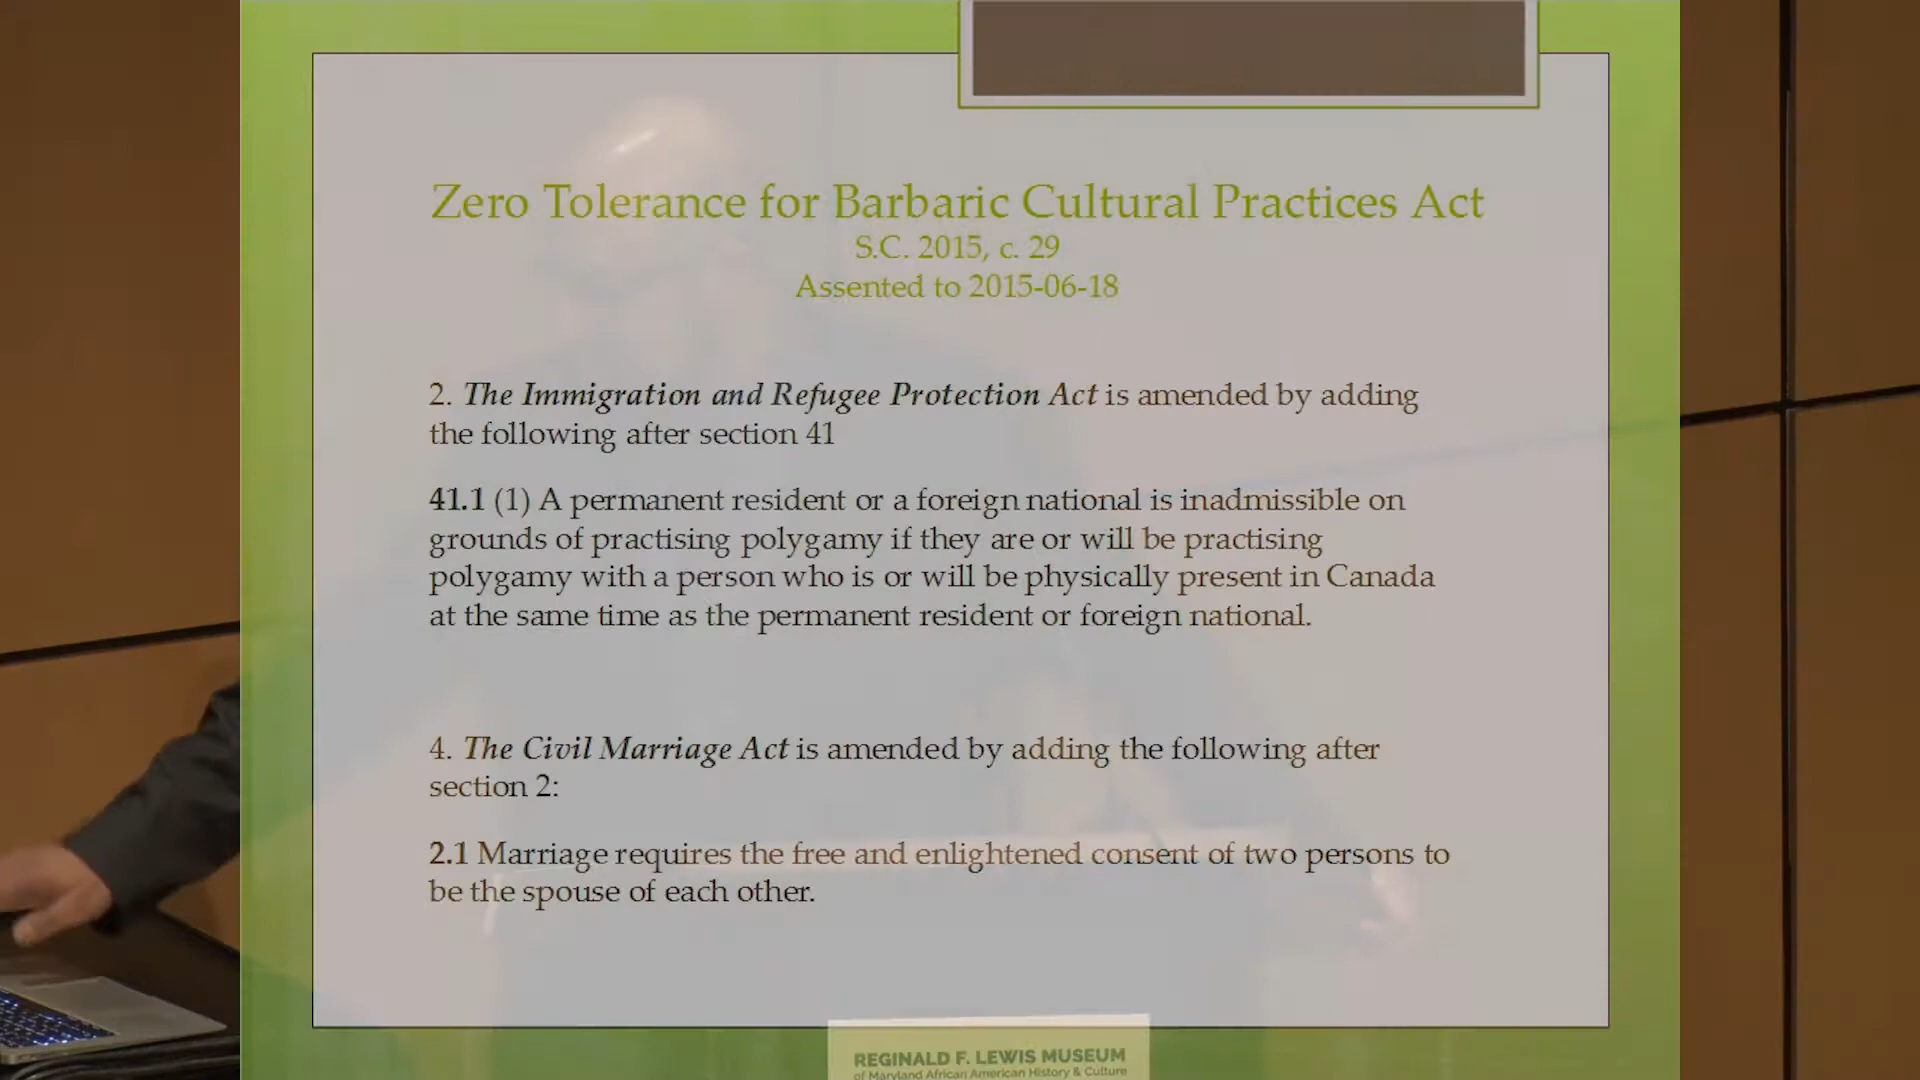 Zero Tolerance for Barbaric Cultural Practices Act
S.C. 2015, c. 29
Assented to 2015-06-18
2. The Immigration and Refugee Protection Act is amended by adding
the following after section 41
41.1 (1) A permanent resident or a foreign national is inadmissible on
grounds of practising polygamy if they are or will be practising
polygamy with a person who is or will be physically present in Canada
at the same time as the permanent resident or foreign national.
4. The Civil Marriage Act is amended by adding the following after
section 2:
2.1 Marriage requires the free and enlightened consent of two persons to
be the spouse of each other.
REGINALD F. LEWIS MUSEUM
of Maryland African American History & Culture